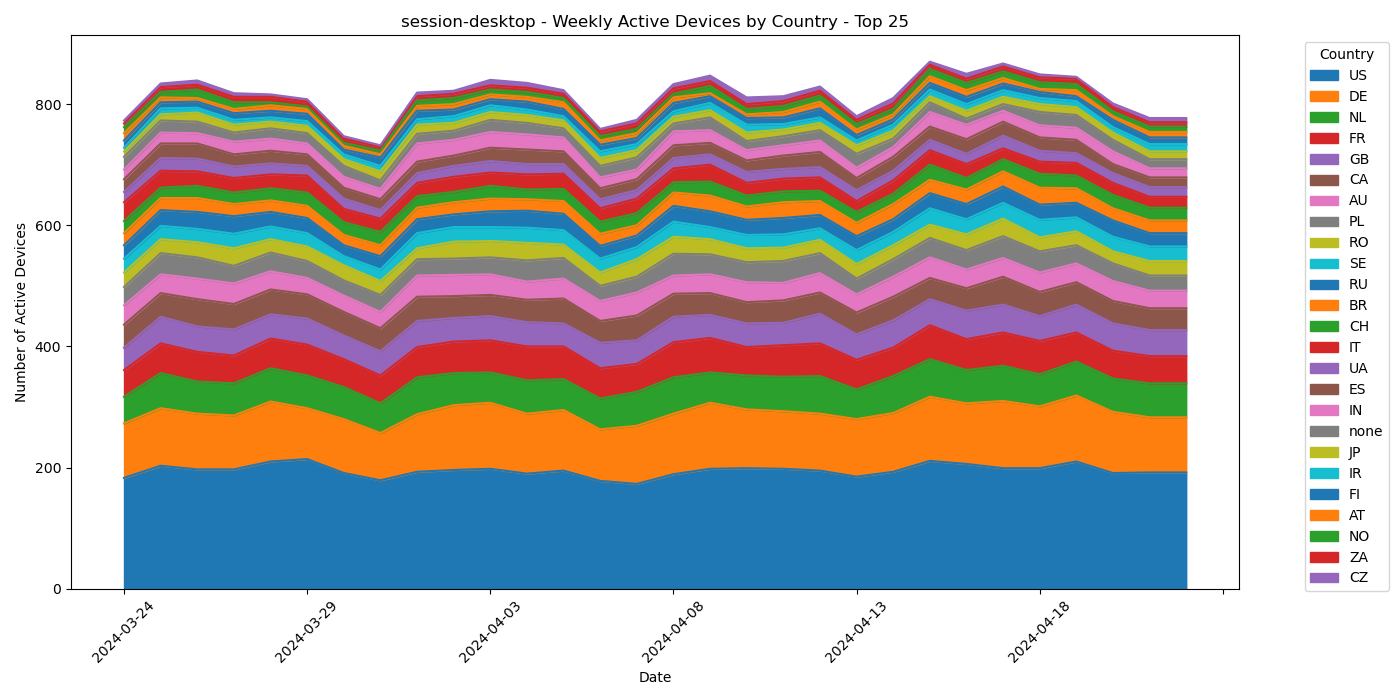 session-desktop - Weekly Active Devices by Country - Top 25
Number of Active Devices
800
600
400
200
0
2024-03-24
2024-03-29
2024-04-03
2024-04-08
2024-04-13
2024-04-18
Date
Country
US
DE
NL
FR
GB
CA
AU
PL
RO
SE
RU
BR
CH
IT
UA
ES
IN
none
JP
IR
FI
AT
NO
ZA
CZ